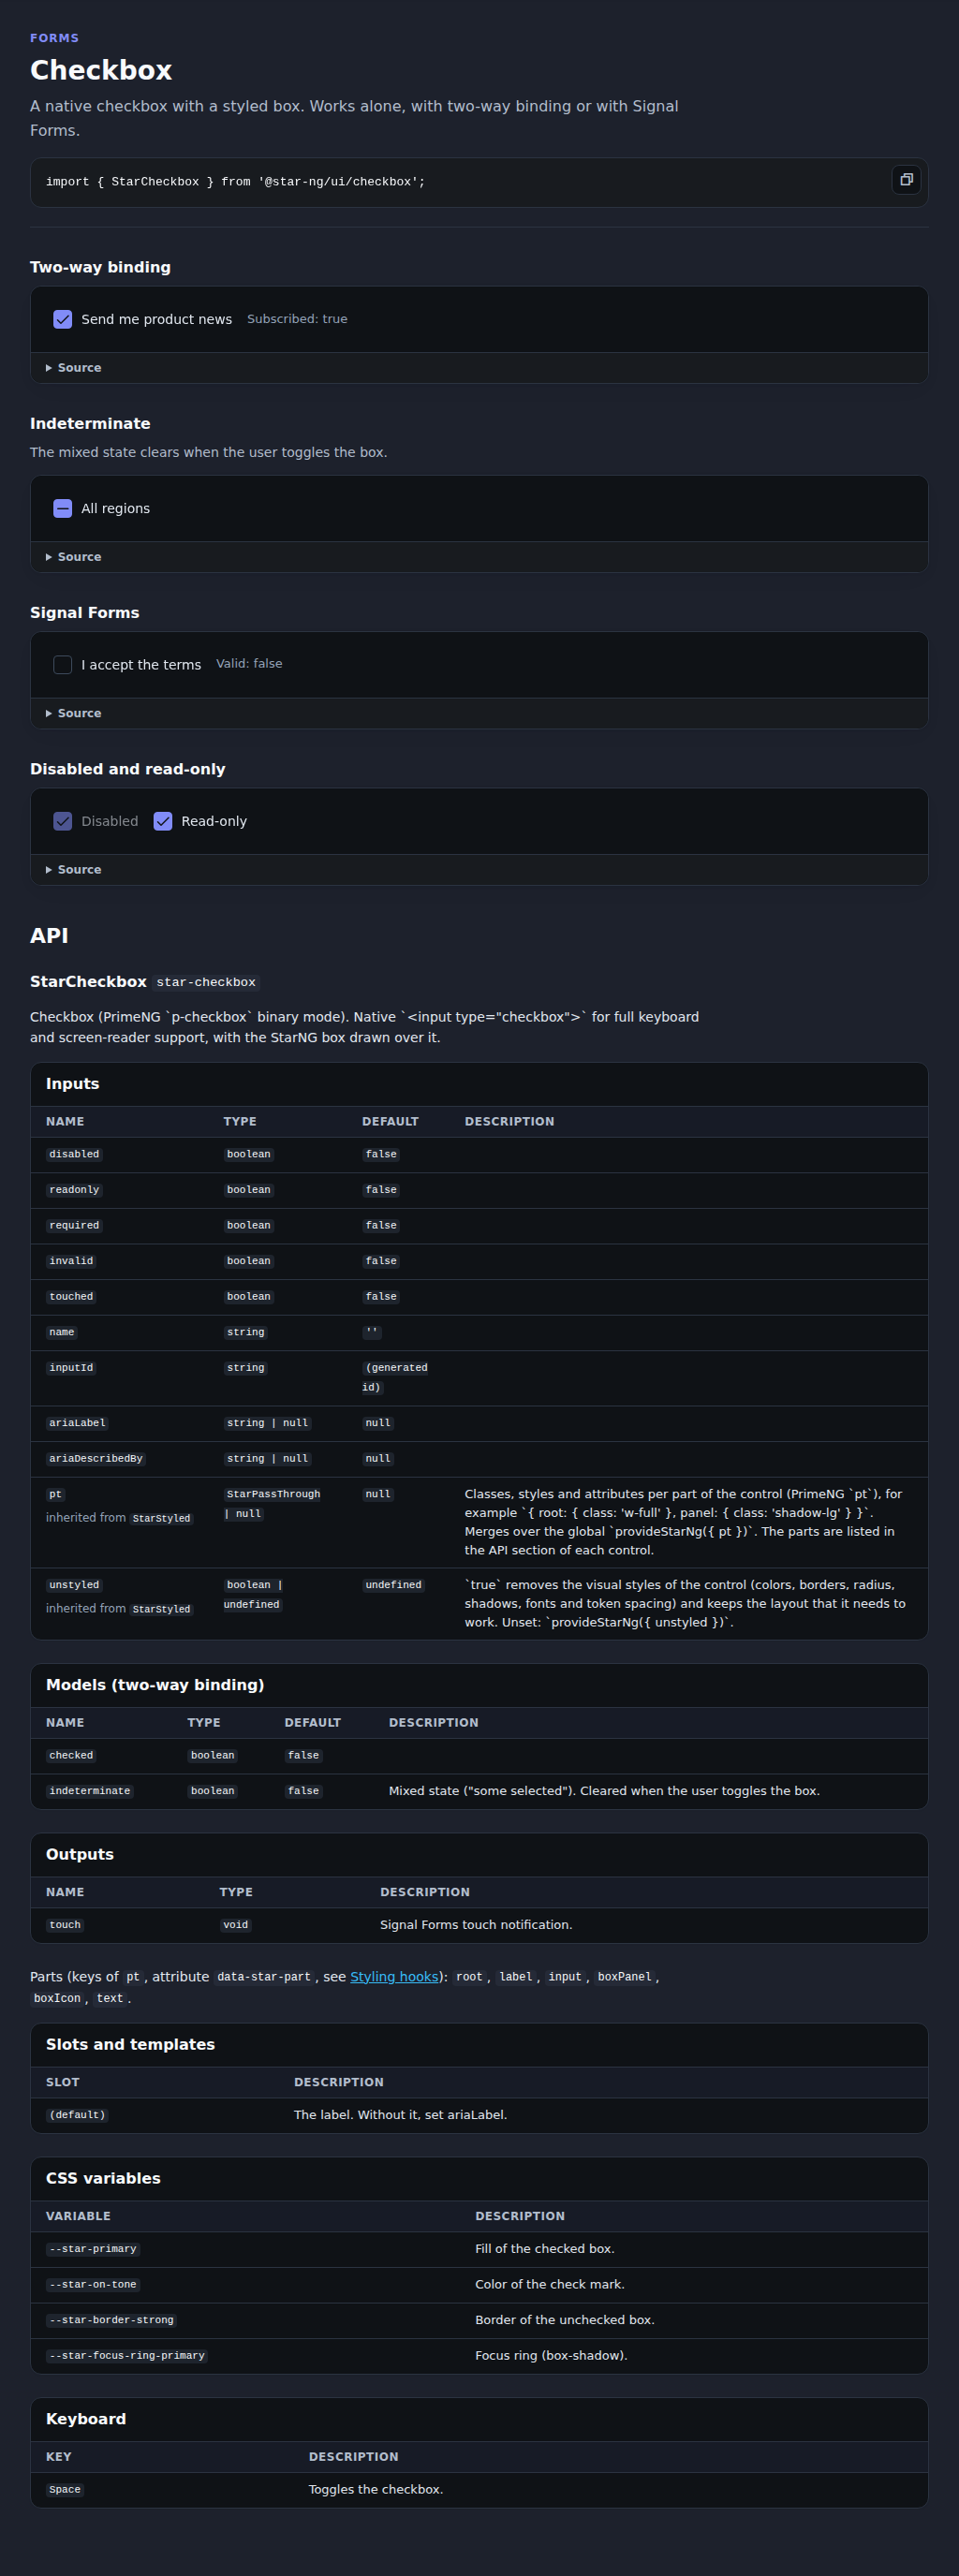 FORMS
Checkbox
A native checkbox with a styled box. Works alone, with two-way binding or with Signal
Forms.
import { StarCheckbox } from '@star-ng/ui/checkbox';
Two-way binding
Send me product news Subscribed: true
Source
Indeterminate
The mixed state clears when the user toggles the box.
All regions
Source
Signal Forms
I accept the terms Valid: false
Source
Disabled and read-only
Disabled Read-only
Source
API
StarCheckbox star-checkbox
Checkbox (PrimeNG `p-checkbox` binary mode). Native `<input type="checkbox">` for full keyboard
and screen-reader support, with the StarNG box drawn over it.
Inputs
NAME TYPE DEFAULT DESCRIPTION
disabled boolean false
readonly boolean false
required boolean false
invalid boolean false
touched boolean false
name string ''
inputId string (generated
id)
ariaLabel string | null null
ariaDescribedBy string | null null
pt StarPassThrough null Classes, styles and attributes per part of the control (PrimeNG `pt`), for
inherited from StarStyled | null example `{ root: { class: 'w-full' }, panel: { class: 'shadow-lg' } }`.
Merges over the global `provideStarNg({ pt })`. The parts are listed in
the API section of each control.
unstyled boolean | undefined `true` removes the visual styles of the control (colors, borders, radius,
inherited from StarStyled undefined shadows, fonts and tokens spacing) and keeps the layout that it needs to
work. Unset: `provideStarNg({ unstyled })`.
Models (two-way binding)
NAME TYPE DEFAULT DESCRIPTION
checked boolean false
indeterminate boolean false Mixed state ("some selected"). Cleared when the user toggles the box.
Outputs
NAME TYPE DESCRIPTION
touch void Signal Forms touch notification.
Parts (keys of pt, attribute data-star-part, see Styling hooks): root, label, input, boxPanel,
boxIcon, text.
Slots and templates
SLOT DESCRIPTION
(default) The label. Without it, set ariaLabel.
CSS variables
VARIABLE DESCRIPTION
--star-primary Fill of the checked box.
--star-on-tone Color of the check mark.
--star-border-strong Border of the unchecked box.
--star-focus-ring-primary Focus ring (box-shadow).
Keyboard
KEY DESCRIPTION
Space Toggles the checkbox.